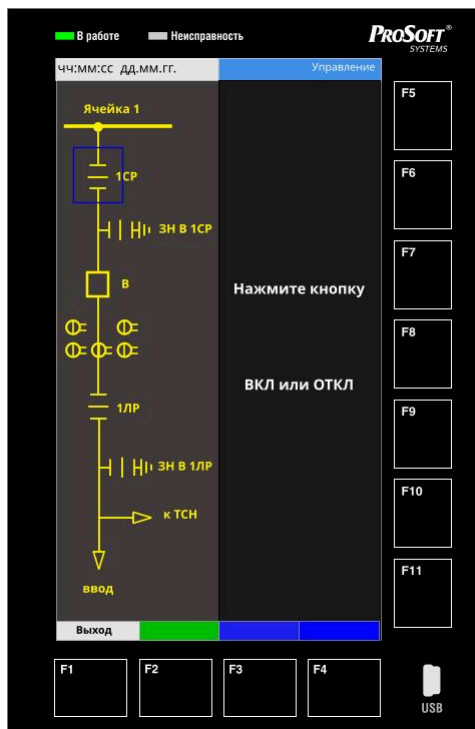 В работе
Неисправность
PROSOFT®
SYSTEMS
чч:мм:сс дд.мм.гг.
Управление
Ячейка 1
1СР
ЗН В 1СР
В
1ЛР
ЗН В 1ЛР
к ТСН
ввод
Нажмите кнопку
ВКЛ или ОТКЛ
Выход
F5
F6
F7
F8
F9
F10
F11
F1
F2
F3
F4
USB